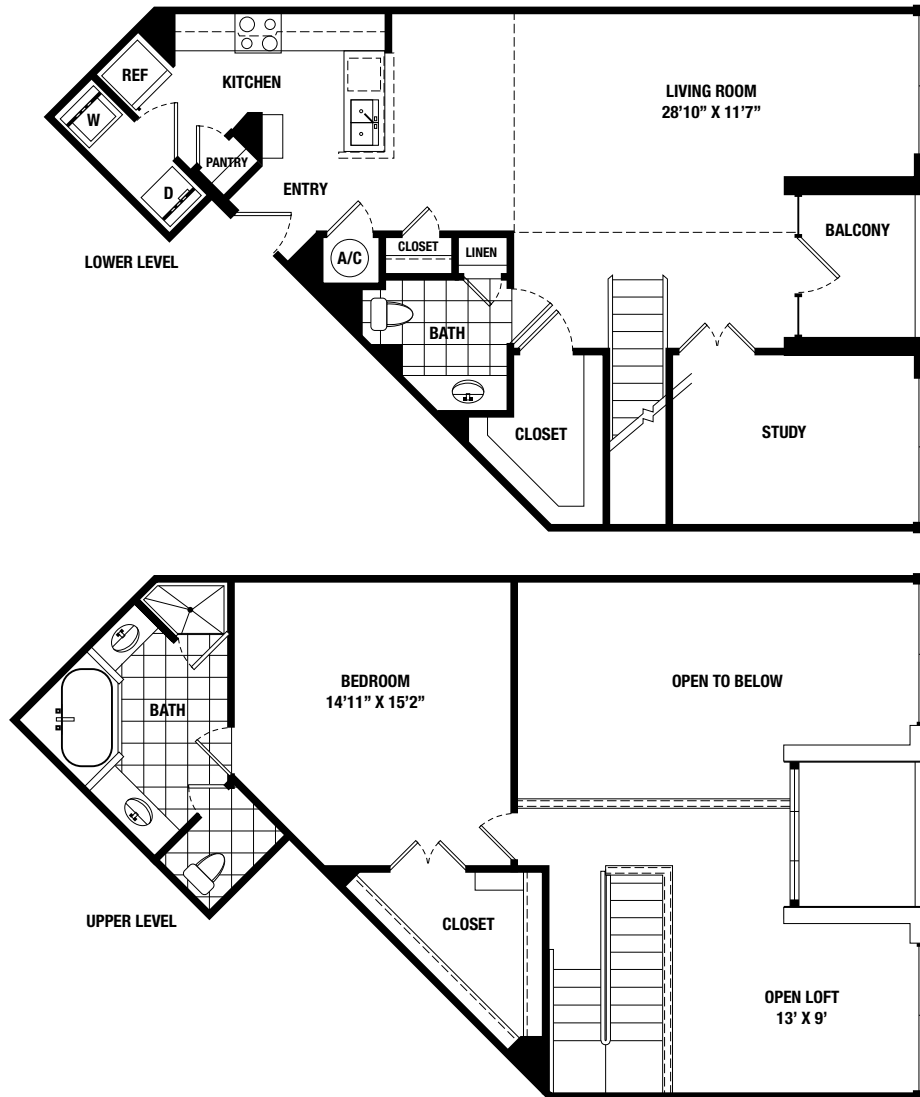 REF
KITCHEN
W
PANTRY
D
ENTRY
LOWER LEVEL
LIVING ROOM
28'10" X 11'7"
BALCONY
A/C
CLOSET
LINEN
BATH
CLOSET
STUDY
BATH
BEDROOM
14'11" X 15'2"
OPEN TO BELOW
UPPER LEVEL
CLOSET
OPEN LOFT
13' X 9'